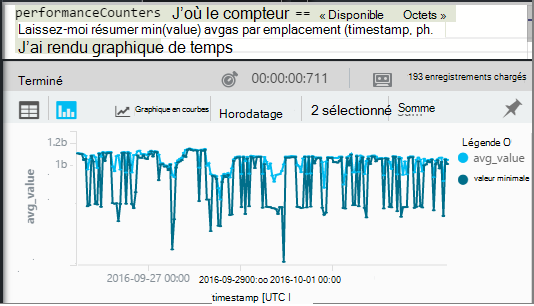 performanceCounters J'où le compteur == « Disponible Octets »
Laissez-moi résumer min(value) avgas par emplacement (timestamp, ph.
J'ai rendu graphique de temps
Terminé 00:00:00:711 193 enregistrements chargés
Graphique en courbes Horodatage 2 sélectionné Somme
Légende O
avg_value
valeur minimale
1.2b
1b
avg_value
2016-09-27 00:00 2016-09-2900:oo 2016-10-01 00:00
timestamp [UTC I